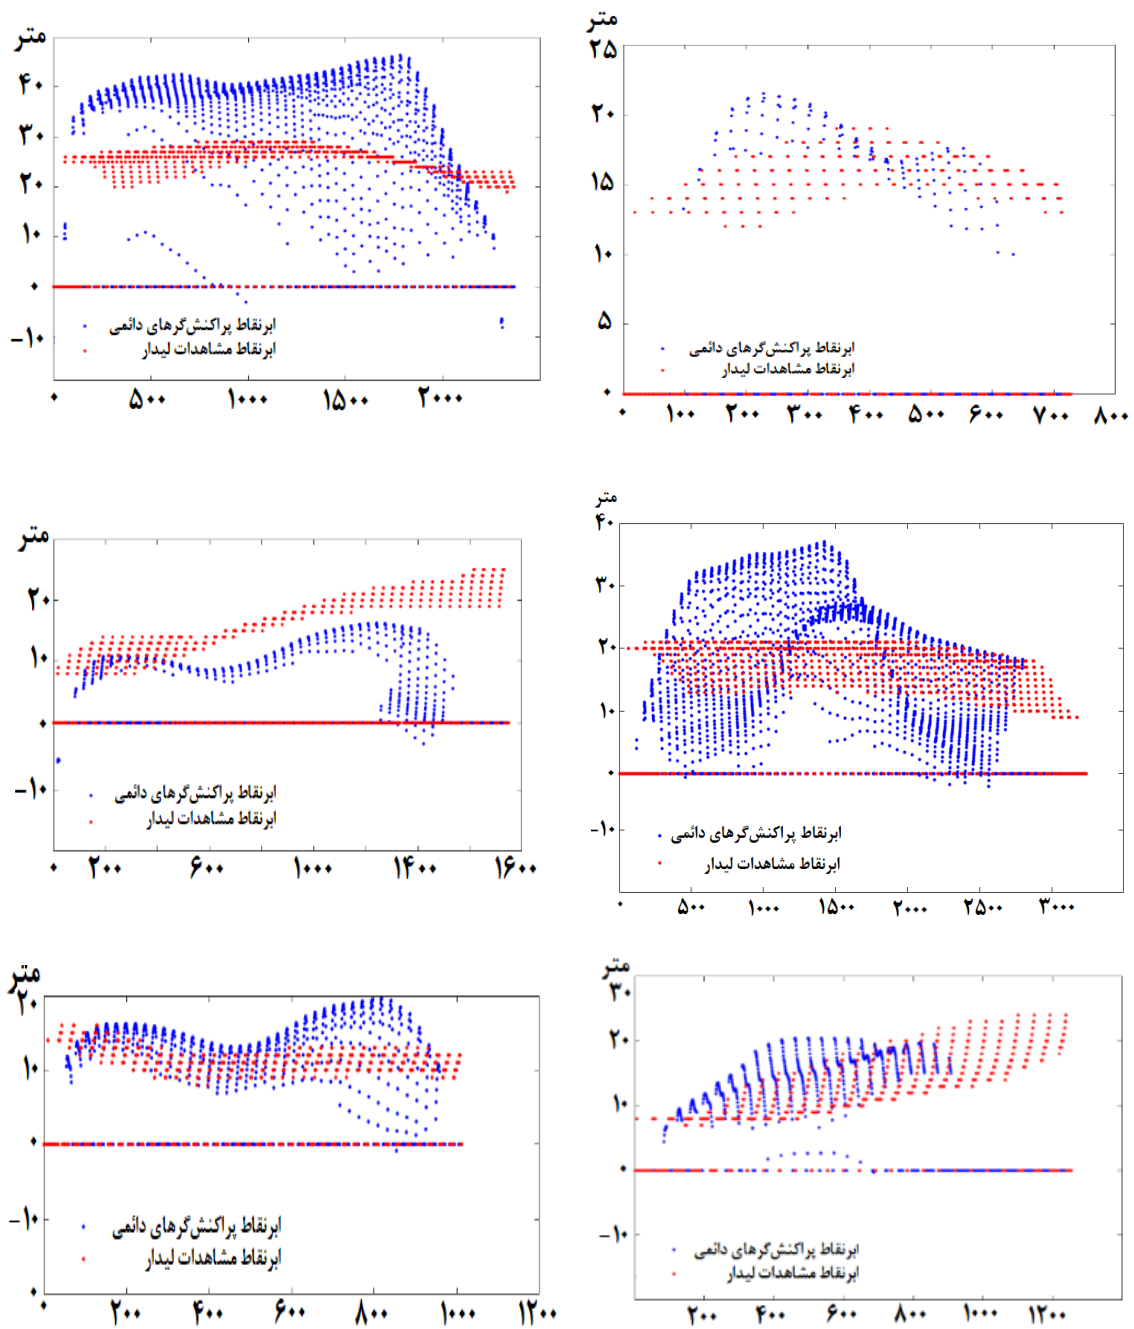 متر
۴۰
۳۰
۲۰
۱۰
۰
-۱۰
ابرنقاط پراکنش‌گرهای دائمی
ابرنقاط مشاهدات لیدار
۰ ۵۰۰ ۱۰۰۰ ۱۵۰۰ ۲۰۰۰
متر
۲۵
۲۰
۱۵
۱۰
۵
۰
ابرنقاط پراکنش‌گرهای دائمی
ابرنقاط مشاهدات لیدار
۰ ۱۰۰ ۲۰۰ ۳۰۰ ۴۰۰ ۵۰۰ ۶۰۰ ۷۰۰ ۸۰۰
متر
۲۰
۱۰
۰
-۱۰
ابرنقاط پراکنش‌گرهای دائمی
ابرنقاط مشاهدات لیدار
۰ ۲۰۰ ۶۰۰ ۱۰۰۰ ۱۴۰۰ ۱۶۰۰
متر
۴۰
۳۰
۲۰
۱۰
۰
-۱۰
ابرنقاط پراکنش‌گرهای دائمی
ابرنقاط مشاهدات لیدار
۰ ۵۰۰ ۱۰۰۰ ۱۵۰۰ ۲۰۰۰ ۲۵۰۰ ۳۰۰۰
متر
۲۰
۱۰
۰
-۱۰
ابرنقاط پراکنش‌گرهای دائمی
ابرنقاط مشاهدات لیدار
۰
۰ ۲۰۰ ۴۰۰ ۶۰۰ ۸۰۰ ۱۰۰۰ ۱۲۰۰
متر
۳۰
۲۰
۱۰
۰
-۱۰
ابرنقاط پراکنش‌گرهای دائمی
ابرنقاط مشاهدات لیدار
۲۰۰ ۴۰۰ ۶۰۰ ۸۰۰ ۱۰۰۰ ۱۲۰۰